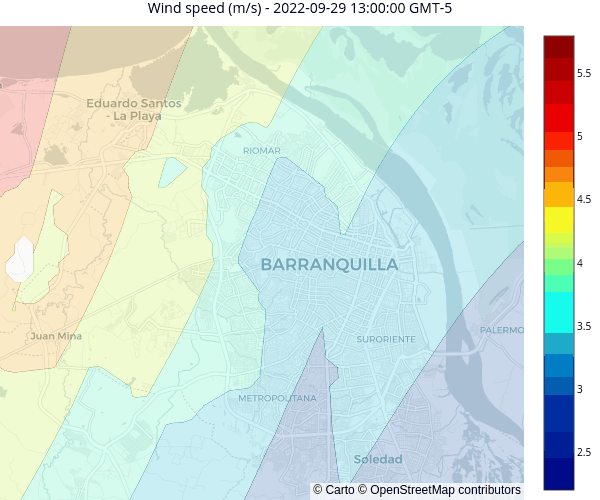 Wind speed (m/s) - 2022-09-29 13:00:00 GMT-5
Eduardo Santos
- La Playa
RIOMAR
BARRANQUILLA
Juan Mina
SURORIENTE
PALERMO
METROPOLITANA
Soledad
© Carto © OpenStreetMap contributors
5.5
5
4.5
4
3.5
3
2.5